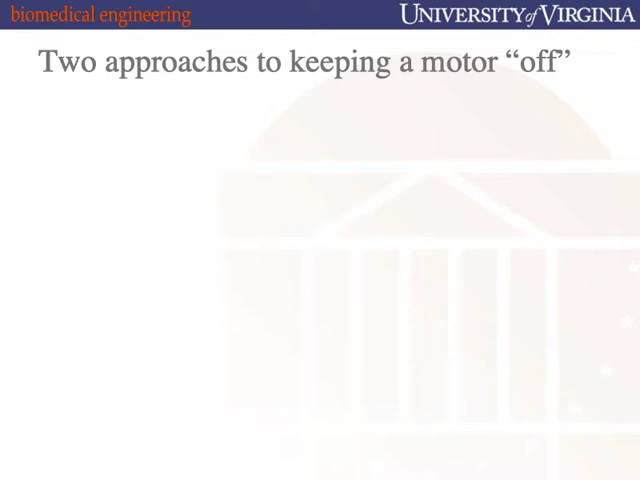 biomedical engineering
UNIVERSITY of VIRGINIA
Two approaches to keeping a motor “off”